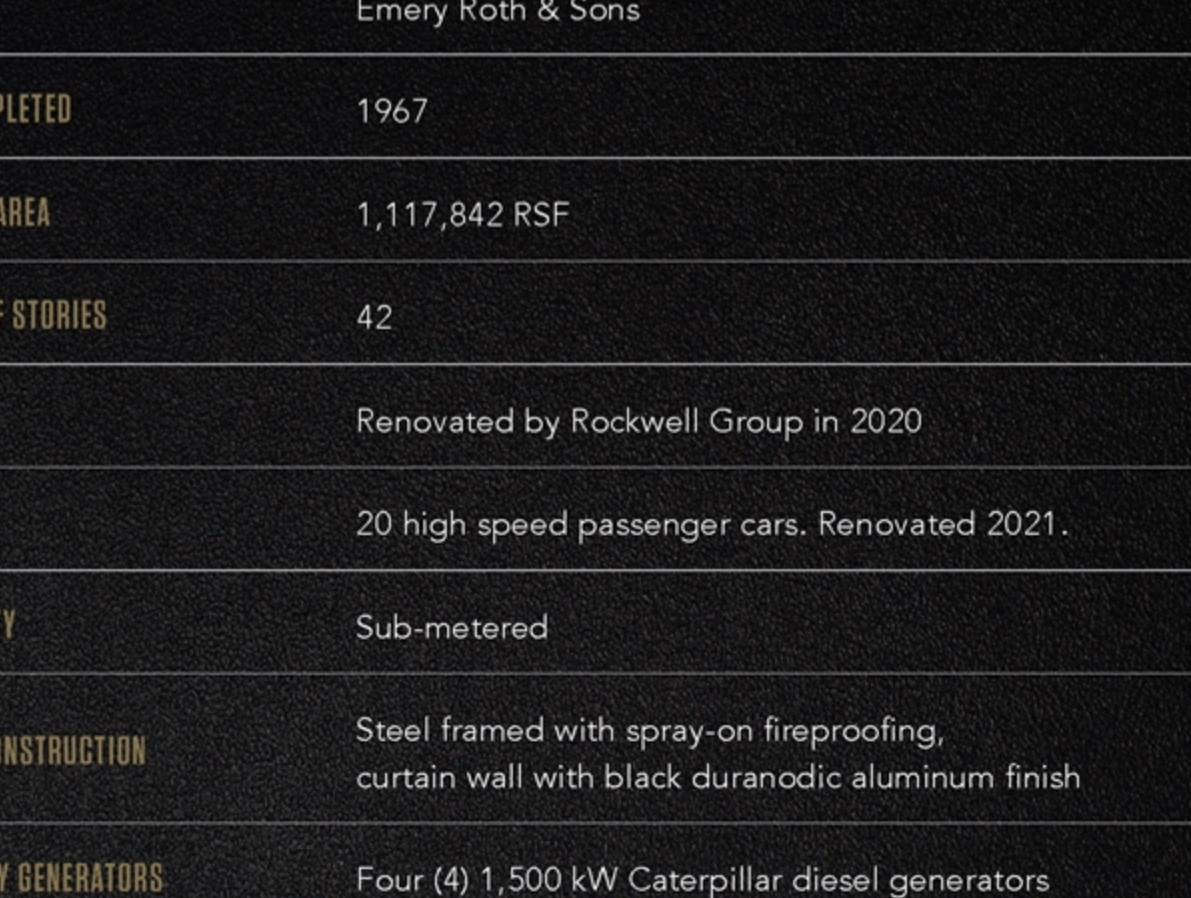 Emery Roth & Sons
PLETED 1967
AREA 1,117,842 RSF
F STORIES 42
Renovated by Rockwell Group in 2020
20 high speed passenger cars. Renovated 2021.
Y Sub-metered
Steel framed with spray-on fireproofing,
NSTRUCTION
curtain wall with black duranodic aluminum finish
Y GENERATORS Four (4) 1,500 kW Caterpillar diesel generators